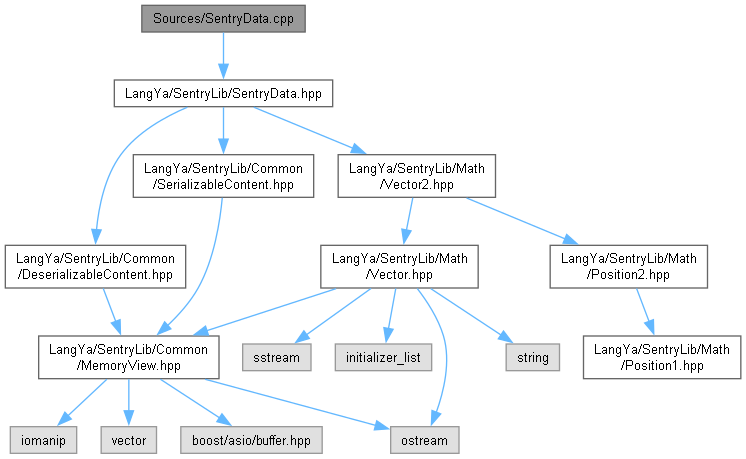 Sources/SentryData.cpp
LangYa/SentryLib/SentryData.hpp
LangYa/SentryLib/Common
/SerializableContent.hpp
LangYa/SentryLib/Math
/Vector2.hpp
LangYa/SentryLib/Common
/DeserializableContent.hpp
LangYa/SentryLib/Math
/Vector.hpp
LangYa/SentryLib/Math
/Position2.hpp
LangYa/SentryLib/Common
/MemoryView.hpp
sstream
initializer_list
string
LangYa/SentryLib/Math
/Position1.hpp
iomanip
vector
boost/asio/buffer.hpp
ostream